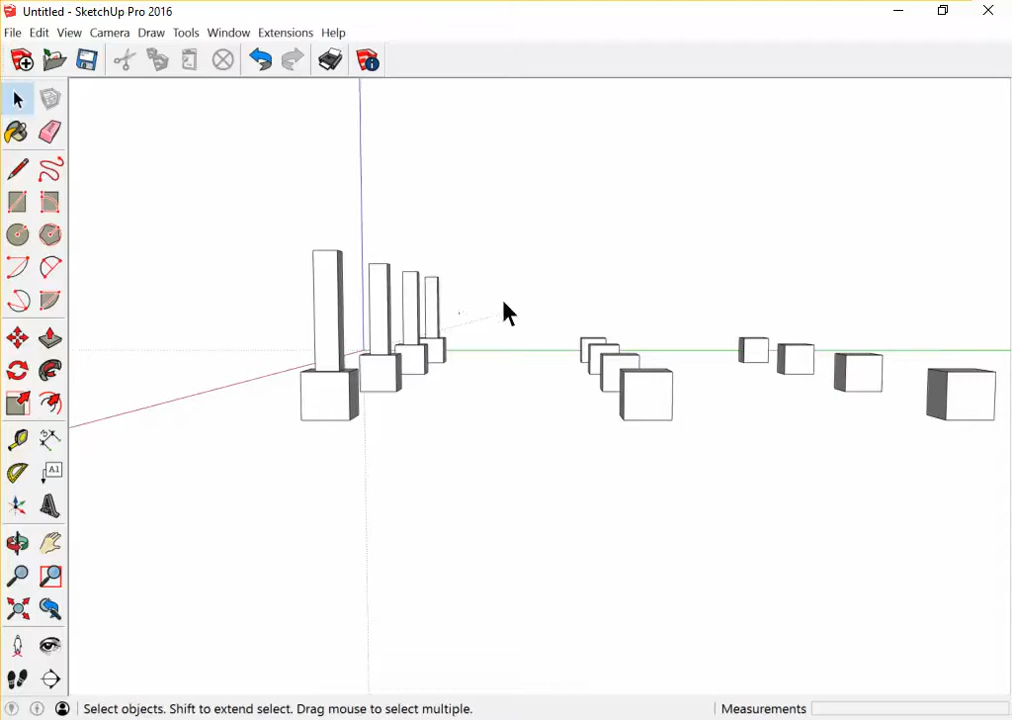 Untitled - SketchUp Pro 2016
File Edit View Camera Draw Tools Window Extensions Help
A1
Select objects. Shift to extend select. Drag mouse to select multiple. Measurements